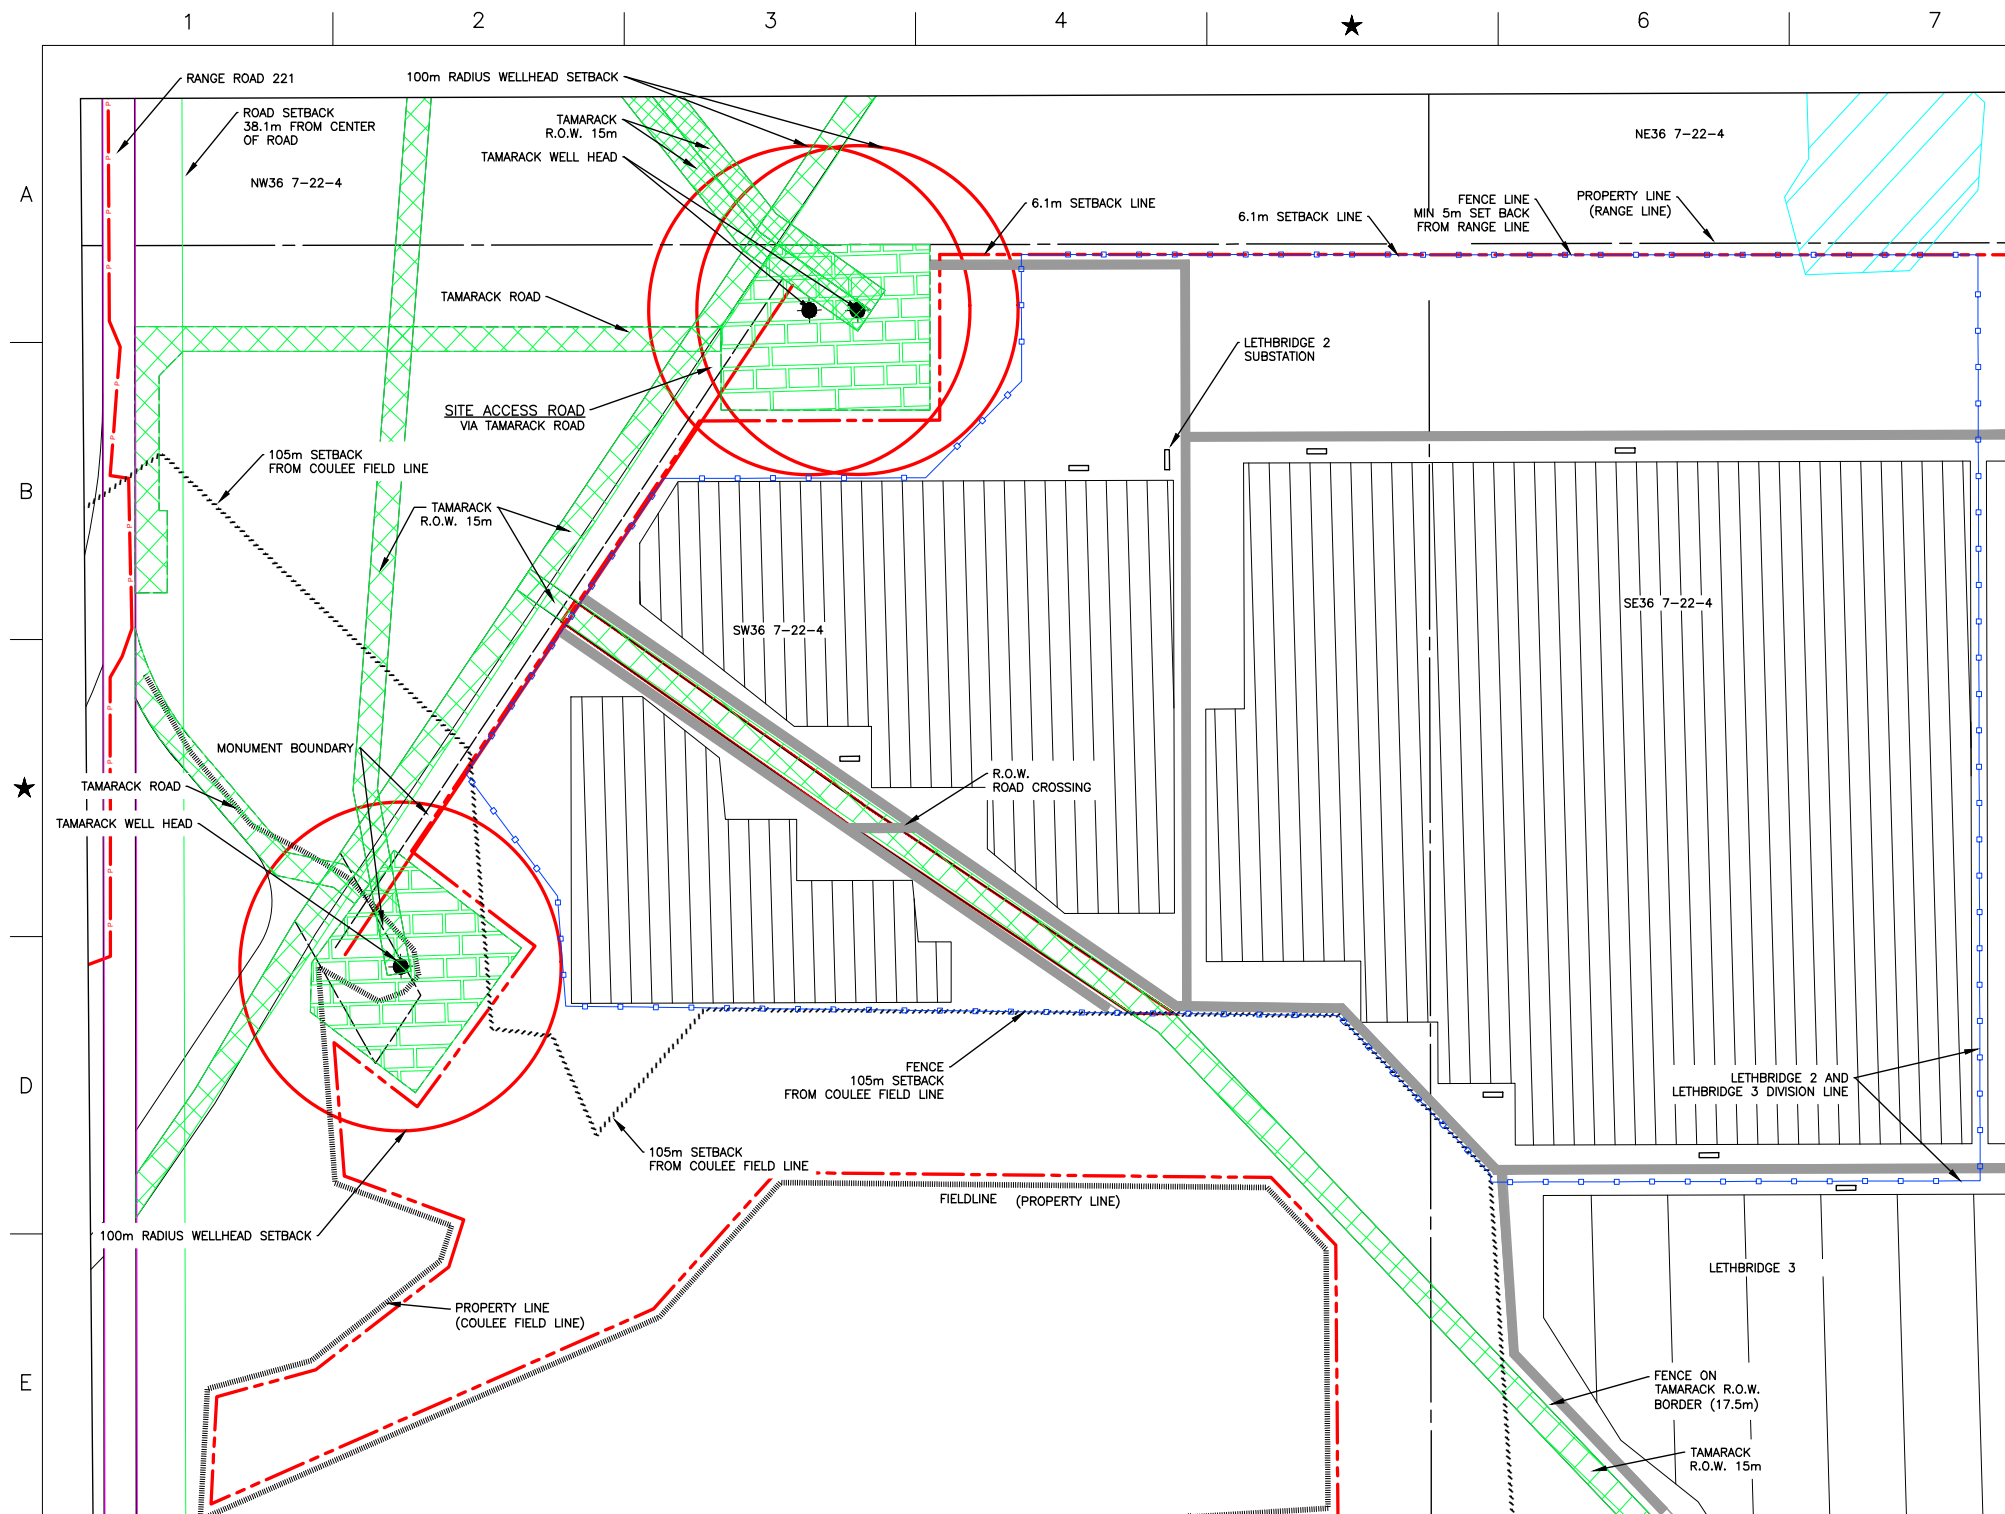 1
2
3
4
6
7
A
B
D
E
RANGE ROAD 221
100m RADIUS WELLHEAD SETBACK
ROAD SETBACK
38.1m FROM CENTER
OF ROAD
TAMARACK
R.O.W. 15m
TAMARACK WELL HEAD
NW36 7-22-4
NE36 7-22-4
6.1m SETBACK LINE
6.1m SETBACK LINE
FENCE LINE
MIN 5m SET BACK
FROM RANGE LINE
PROPERTY LINE
(RANGE LINE)
TAMARACK ROAD
LETHBRIDGE 2
SUBSTATION
SITE ACCESS ROAD
VIA TAMARACK ROAD
105m SETBACK
FROM COULEE FIELD LINE
TAMARACK
R.O.W. 15m
SW36 7-22-4
SE36 7-22-4
MONUMENT BOUNDARY
TAMARACK ROAD
TAMARACK WELL HEAD
R.O.W.
ROAD CROSSING
FENCE
105m SETBACK
FROM COULEE FIELD LINE
LETHBRIDGE 2 AND
LETHBRIDGE 3 DIVISION LINE
105m SETBACK
FROM COULEE FIELD LINE
FIELDLINE (PROPERTY LINE)
100m RADIUS WELLHEAD SETBACK
LETHBRIDGE 3
PROPERTY LINE
(COULEE FIELD LINE)
FENCE ON
TAMARACK R.O.W.
BORDER (17.5m)
TAMARACK
R.O.W. 15m
P
P
P
P
P
P
P
P